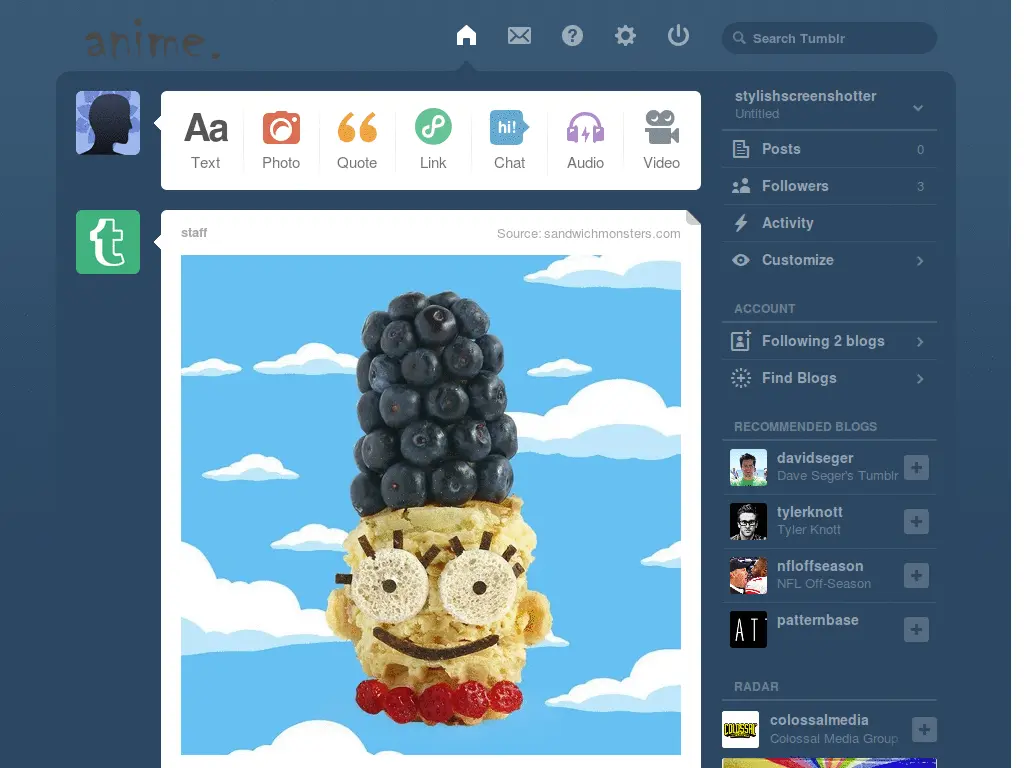 anime.
Search Tumblr
Aa
Text
Photo
Quote
Link
hi!
Chat
Audio
Video
t
staff
Source: sandwichmonsters.com
stylishscreenshotter
Untitled
Posts 0
Followers 3
Activity
Customize
ACCOUNT
Following 2 blogs
Find Blogs
RECOMMENDED BLOGS
davidseger
Dave Seger's Tumblr
tylerknott
Tyler Knott
nfloffseason
NFL Off-Season
AT
patternbase
RADAR
COLOSSAL
colossalmedia
Colossal Media Group